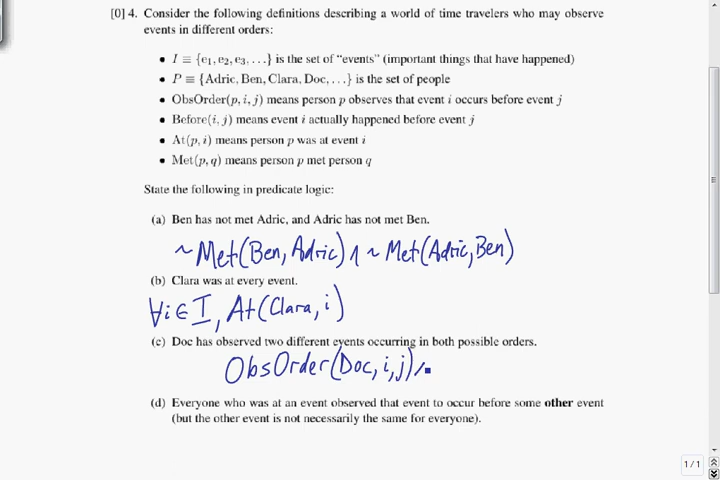 [0] 4. Consider the following definitions describing a world of time travelers who may observe
events in different orders:
• I ≡ {e1, e2, e3, …} is the set of “events” (important things that have happened)
• P ≡ {Adric, Ben, Clara, Doc, …} is the set of people
• ObsOrder(p, i, j) means person p observes that event i occurs before event j
• Before(i, j) means event i actually happened before event j
• At(p, i) means person p was at event i
• Met(p, q) means person p met person q
State the following in predicate logic:
(a) Ben has not met Adric, and Adric has not met Ben.
~Met(Ben, Adric) ∧ ~Met(Adric, Ben)
(b) Clara was at every event.
∀i∈I, At(Clara, i)
(c) Doc has observed two different events occurring in both possible orders.
ObsOrder(Doc, i, j)
(d) Everyone who was at an event observed that event to occur before some other event
(but the other event is not necessarily the same for everyone).
1/1